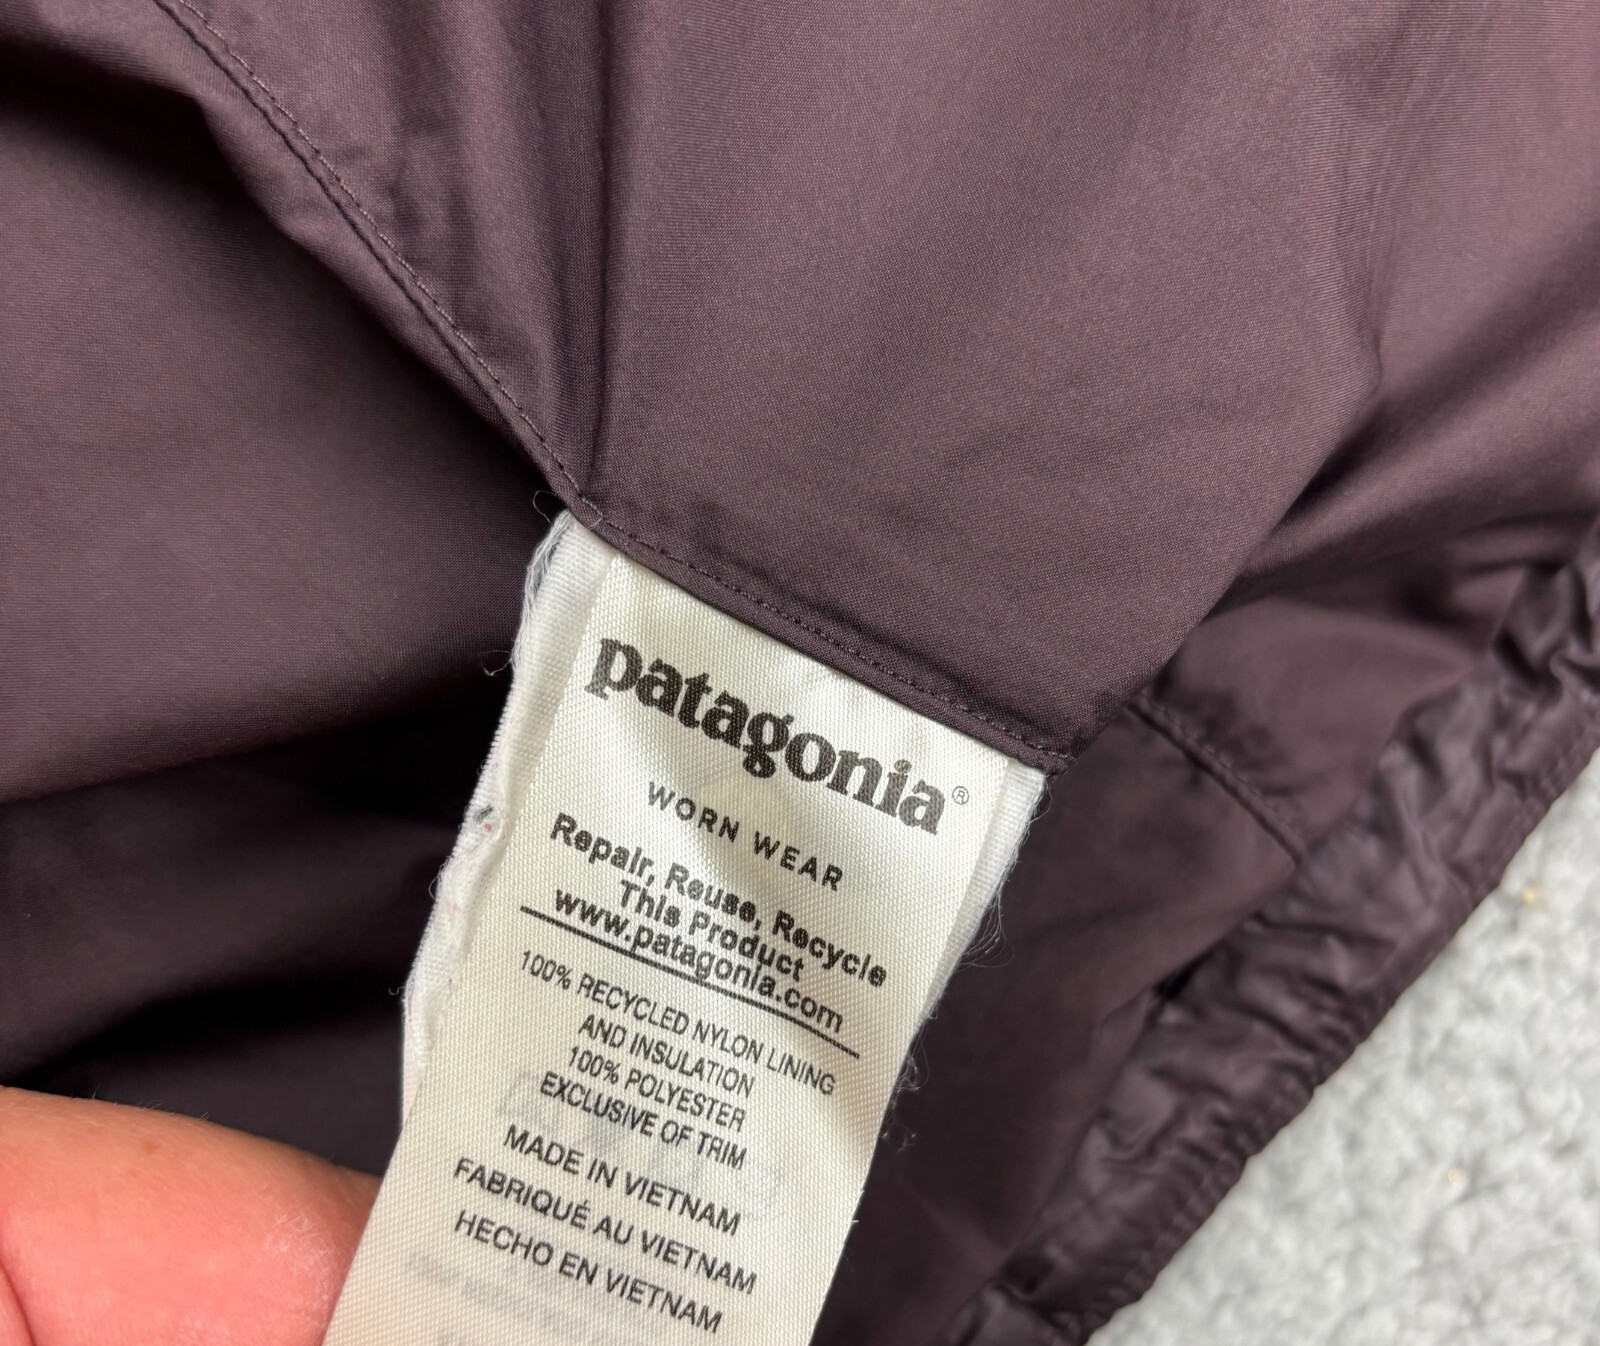 patagonia®
WORN WEAR
Repair, Reuse, Recycle
This Product
www.patagonia.com
100% RECYCLED NYLON LINING
AND INSULATION
100% POLYESTER
EXCLUSIVE OF TRIM
MADE IN VIETNAM
FABRIQUÉ AU VIETNAM
HECHO EN VIETNAM